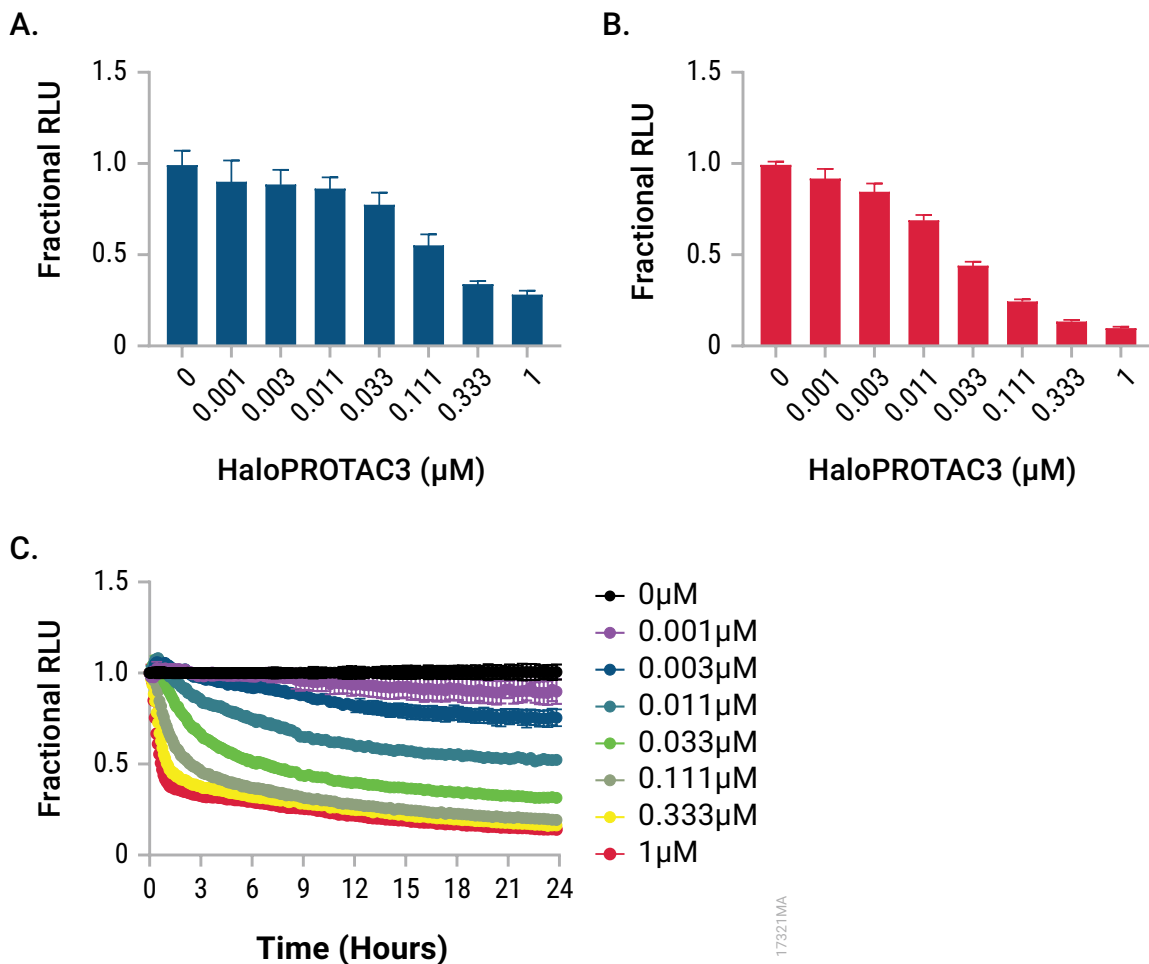 A.
Fractional RLU
1.5
1.0
0.5
0
0
0.001
0.003
0.011
0.033
0.111
0.333
1
HaloPROTAC3 (µM)
B.
Fractional RLU
1.5
1.0
0.5
0
0
0.001
0.003
0.011
0.033
0.111
0.333
1
HaloPROTAC3 (µM)
C.
Fractional RLU
1.5
1.0
0.5
0
0 3 6 9 12 15 18 21 24
Time (Hours)
0µM
0.001µM
0.003µM
0.011µM
0.033µM
0.111µM
0.333µM
1µM
17321MA